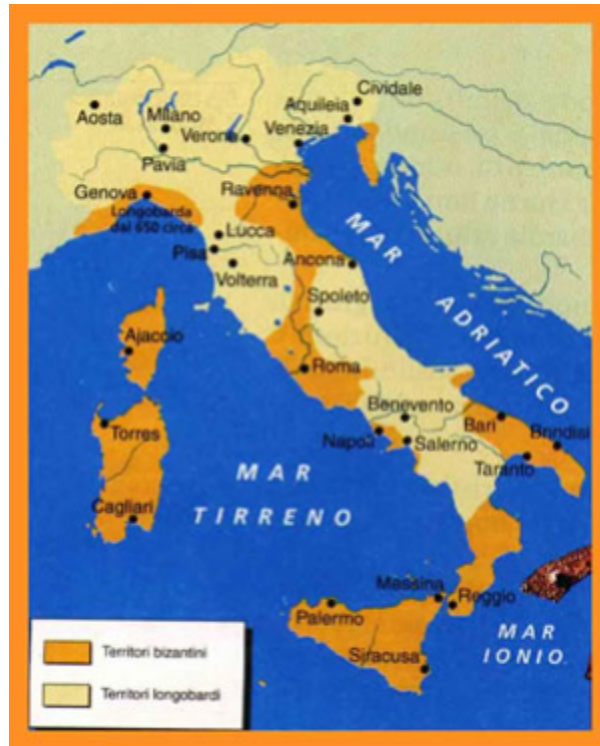 Cividale
Aosta
Milano
Aquileia
Verona
Venezia
Pavia
Genova
Longobarda
dal 650 circa
Ravenna
Lucca
Pisa
Volterra
Ancona
Spoleto
MAR ADRIATICO
Ajaccio
Roma
Torres
Benevento
Napoli
Salerno
Bari
Brindisi
Taranto
MAR
TIRRENO
Cagliari
Messina
Reggio
Palermo
Siracusa
MAR
IONIO
Territori bizantini
Territori longobardi